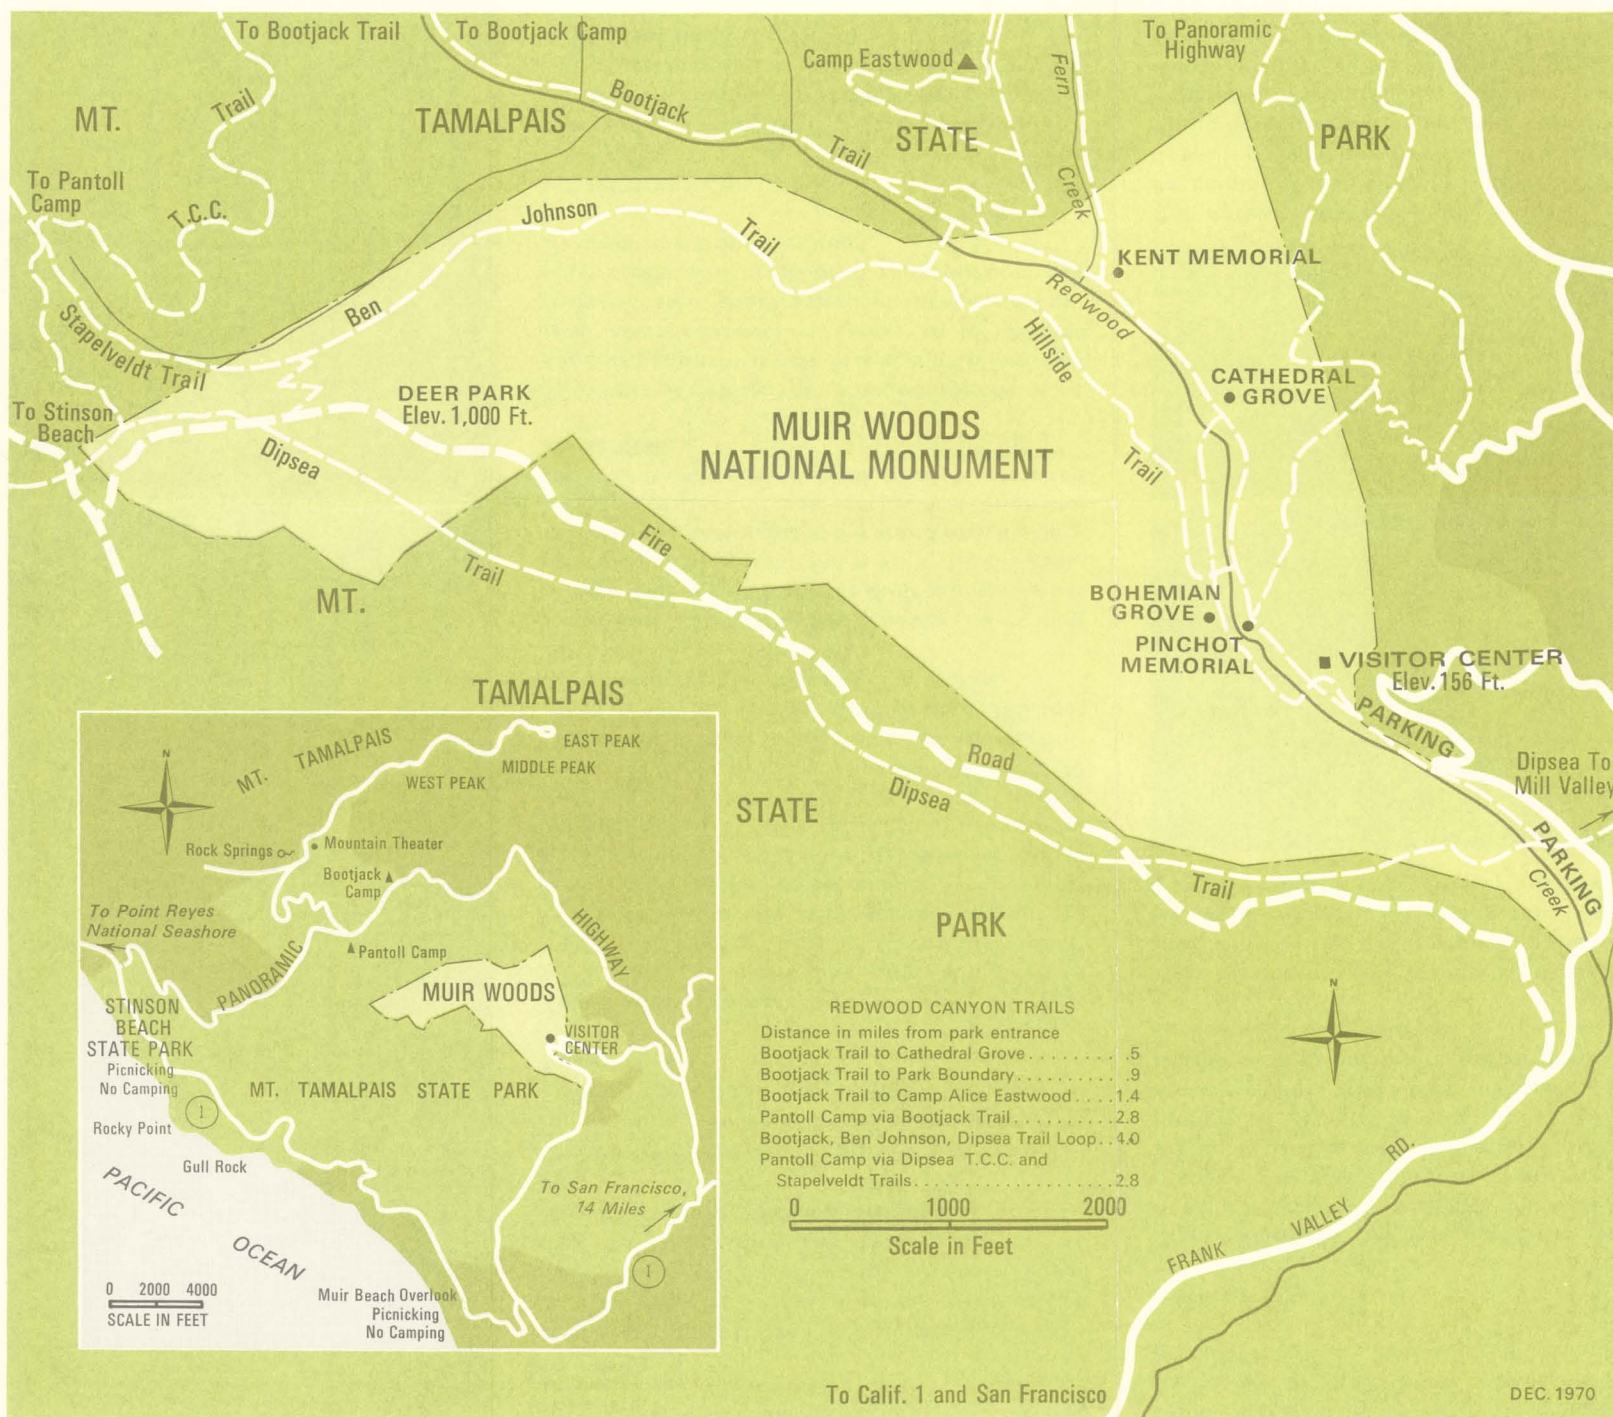 To Bootjack Trail
To Bootjack Camp
Camp Eastwood
To Panoramic
Highway
Fern
Creek
Trail
Bootjack
Trail
MT.
TAMALPAIS
STATE
PARK
To Pantoll
Camp
T.C.C.
Johnson
Trail
Ben
KENT MEMORIAL
Redwood
Stapelveldt Trail
Hillside
Trail
CATHEDRAL
GROVE
DEER PARK
Elev. 1,000 Ft.
To Stinson
Beach
MUIR WOODS
NATIONAL MONUMENT
Dipsea
Trail
Fire
Road
MT.
TAMALPAIS
STATE
PARK
BOHEMIAN
GROVE
PINCHOT
MEMORIAL
VISITOR CENTER
Elev. 156 Ft.
PARKING
Dipsea To
Mill Valley
PARKING
Creek
Dipsea
Trail
N
MT. TAMALPAIS
EAST PEAK
MIDDLE PEAK
WEST PEAK
Rock Springs
Mountain Theater
Bootjack
Camp
To Point Reyes
National Seashore
Pantoll Camp
PANORAMIC
HIGHWAY
MUIR WOODS
VISITOR
CENTER
STINSON
BEACH
STATE PARK
Picnicking
No Camping
MT. TAMALPAIS STATE PARK
1
Rocky Point
Gull Rock
PACIFIC
OCEAN
To San Francisco,
14 Miles
1
0 2000 4000
SCALE IN FEET
Muir Beach Overlook
Picnicking
No Camping
N
REDWOOD CANYON TRAILS
Distance in miles from park entrance
Bootjack Trail to Cathedral Grove . . . . . . . . . .5
Bootjack Trail to Park Boundary . . . . . . . . . . .9
Bootjack Trail to Camp Alice Eastwood . . . . 1.4
Pantoll Camp via Bootjack Trail . . . . . . . . . . 2.8
Bootjack, Ben Johnson, Dipsea Trail Loop . . 4.0
Pantoll Camp via Dipsea T.C.C. and
Stapelveldt Trails . . . . . . . . . . . . . . . . . . . . 2.8
0 1000 2000
Scale in Feet
FRANK VALLEY RD.
To Calif. 1 and San Francisco
DEC. 1970